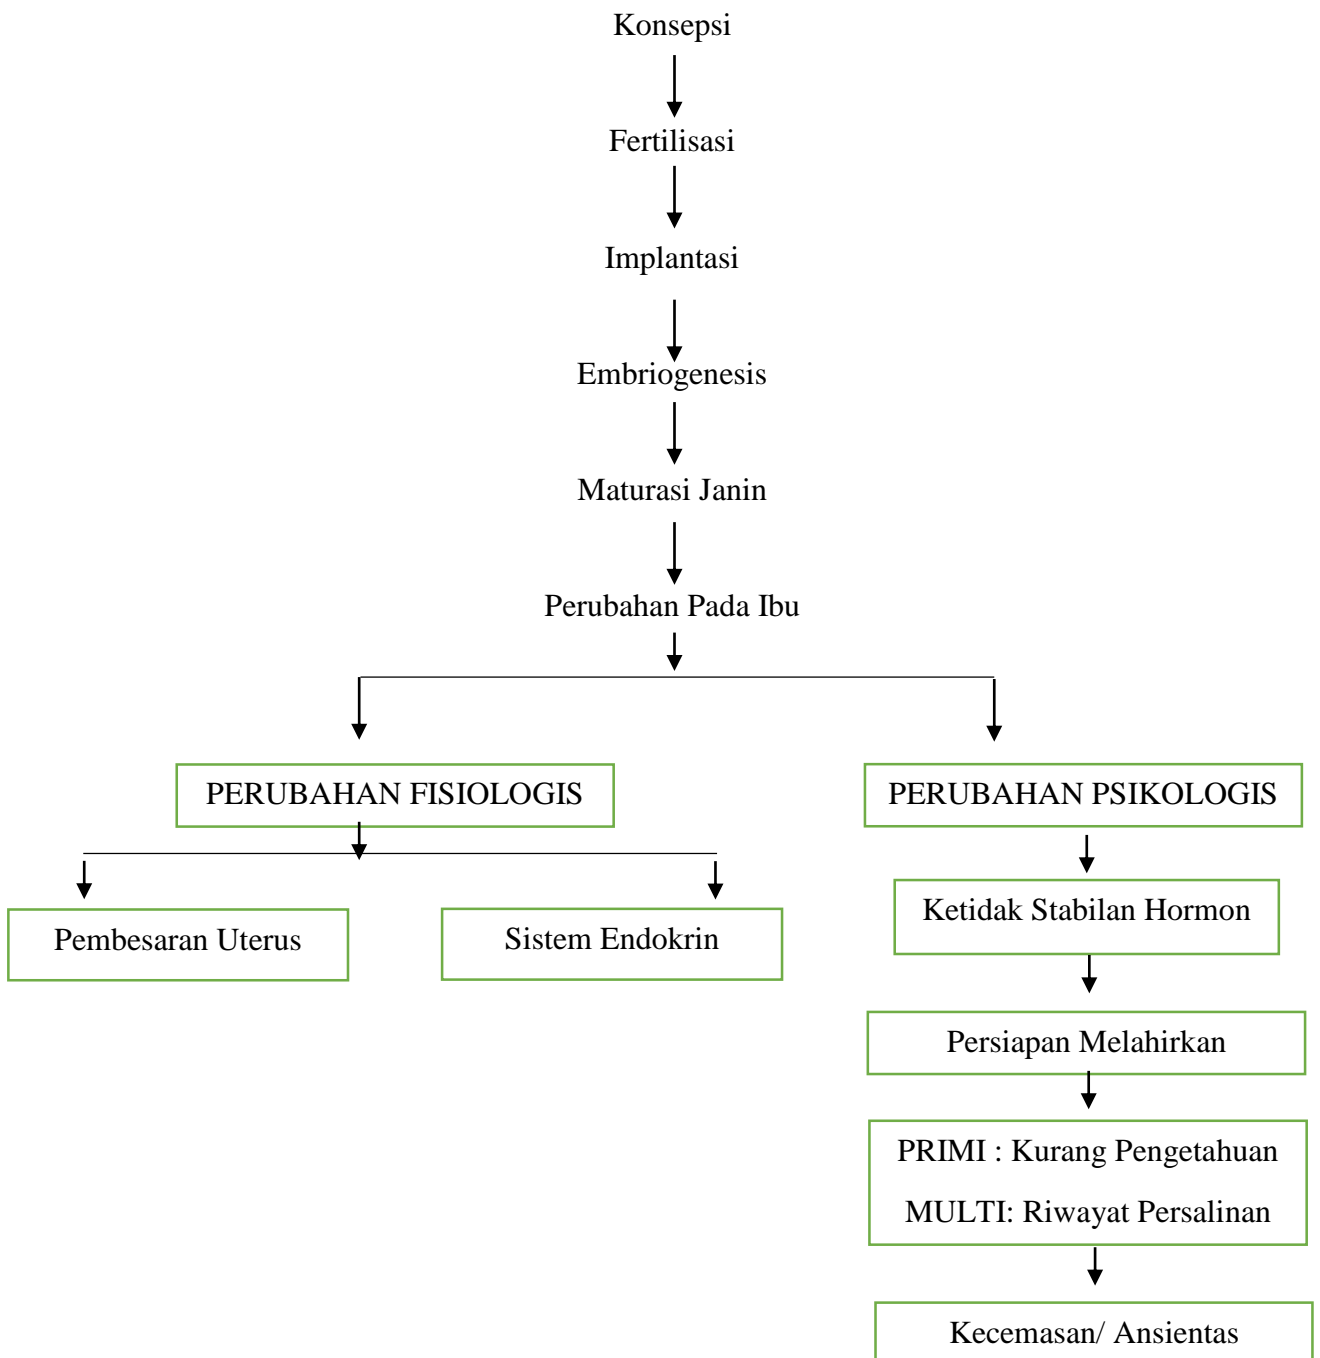 Konsepsi
Fertilisasi
Implantasi
Embriogenesis
Maturasi Janin
Perubahan Pada Ibu
PERUBAHAN FISIOLOGIS
PERUBAHAN PSIKOLOGIS
Pembesaran Uterus
Sistem Endokrin
Ketidak Stabilan Hormon
Persiapan Melahirkan
PRIMI : Kurang Pengetahuan
MULTI: Riwayat Persalinan
Kecemasan/ Ansientas